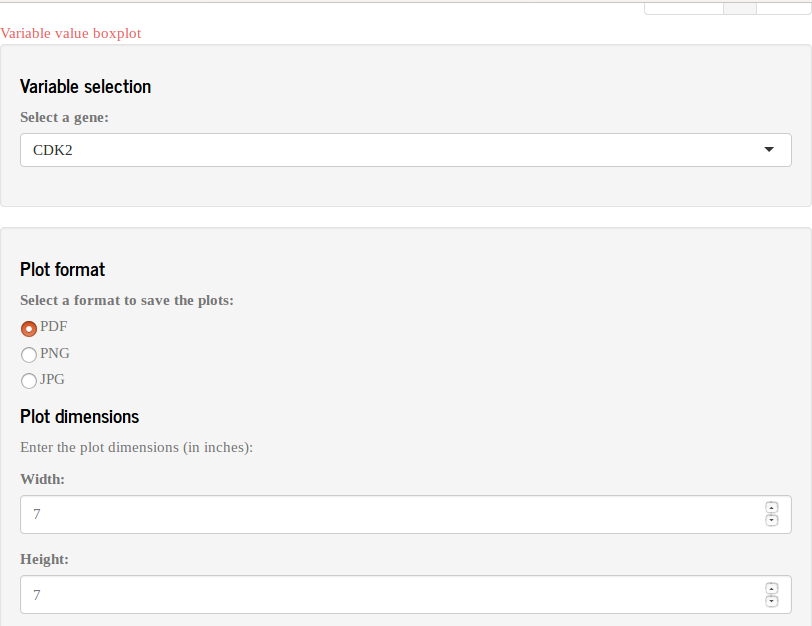 Variable value boxplot
Variable selection
Select a gene:
CDK2
Plot format
Select a format to save the plots:
PDF
PNG
JPG
Plot dimensions
Enter the plot dimensions (in inches):
Width:
7
Height:
7